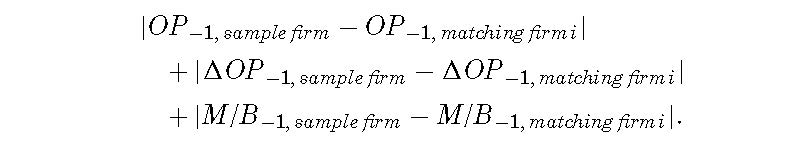 |OP₋₁, sample firm − OP₋₁, matching firm i|
+ |ΔOP₋₁, sample firm − ΔOP₋₁, matching firm i|
+ |M/B₋₁, sample firm − M/B₋₁, matching firm i|.